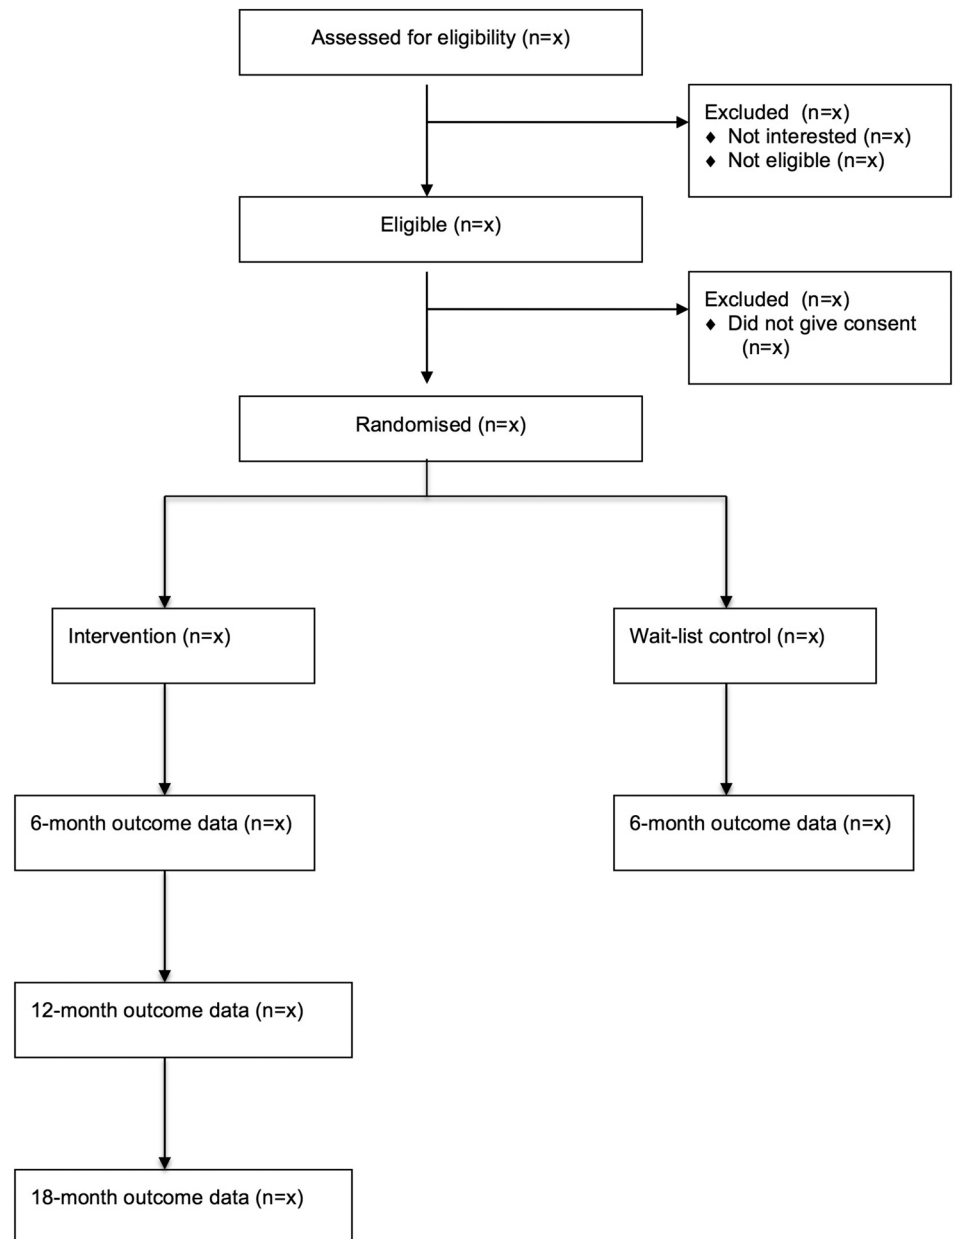 Assessed for eligibility (n=x)
Excluded (n=x)
♦ Not interested (n=x)
♦ Not eligible (n=x)
Eligible (n=x)
Excluded (n=x)
♦ Did not give consent
(n=x)
Randomised (n=x)
Intervention (n=x)
Wait-list control (n=x)
6-month outcome data (n=x)
6-month outcome data (n=x)
12-month outcome data (n=x)
18-month outcome data (n=x)